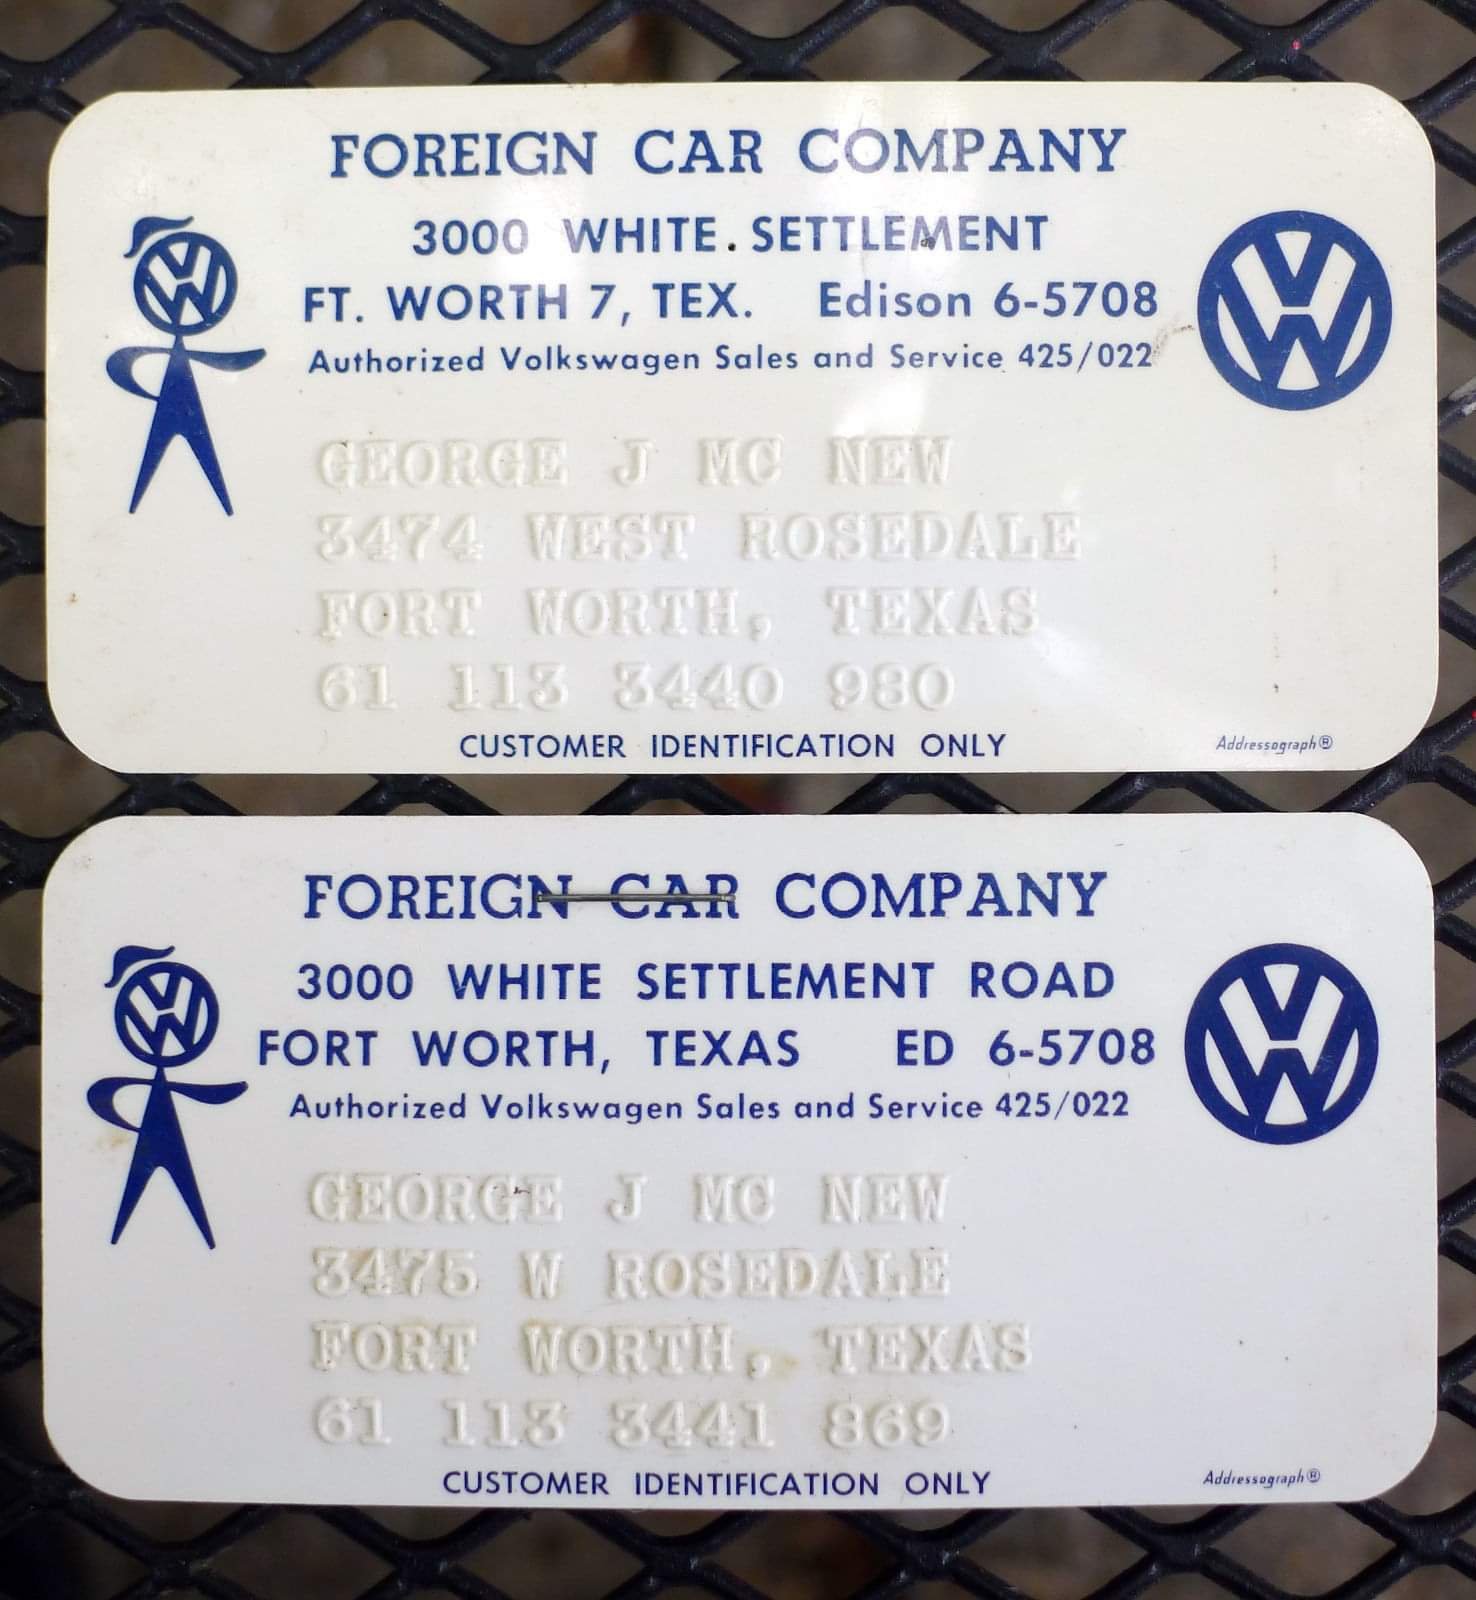 FOREIGN CAR COMPANY
3000 WHITE SETTLEMENT
FT. WORTH 7, TEX. Edison 6-5708
Authorized Volkswagen Sales and Service 425/022
GEORGE J MC NEW
3474 WEST ROSEDALE
FORT WORTH, TEXAS
61 113 3440 980
CUSTOMER IDENTIFICATION ONLY
Addressograph®
FOREIGN CAR COMPANY
3000 WHITE SETTLEMENT ROAD
FORT WORTH, TEXAS ED 6-5708
Authorized Volkswagen Sales and Service 425/022
GEORGE J MC NEW
3475 W ROSEDALE
FORT WORTH, TEXAS
61 113 3441 869
CUSTOMER IDENTIFICATION ONLY
Addressograph®